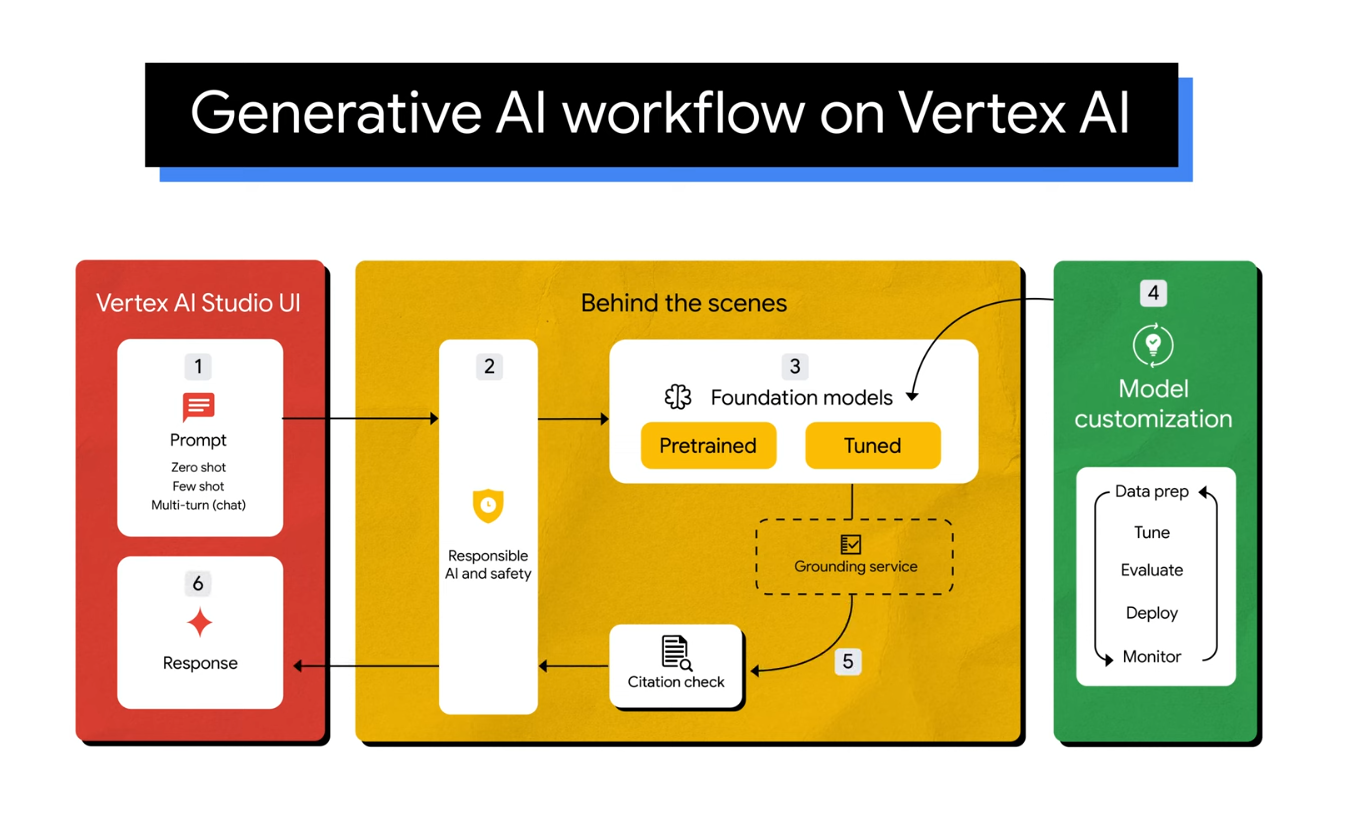 Generative AI workflow on Vertex AI
Vertex AI Studio UI
1
Prompt
Zero shot
Few shot
Multi-turn (chat)
6
Response
Behind the scenes
2
Responsible
AI and safety
3
Foundation models
Pretrained
Tuned
Grounding service
5
Citation check
4
Model
customization
Data prep
Tune
Evaluate
Deploy
Monitor